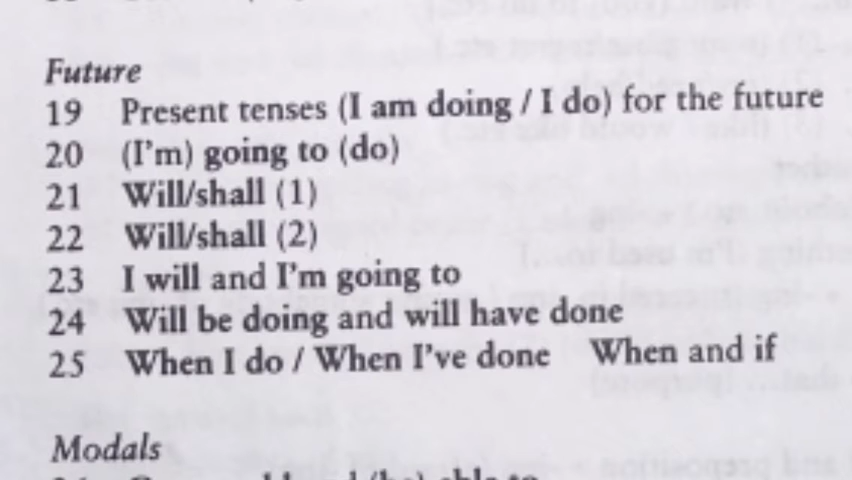 Future
19 Present tenses (I am doing / I do) for the future
20 (I'm) going to (do)
21 Will/shall (1)
22 Will/shall (2)
23 I will and I'm going to
24 Will be doing and will have done
25 When I do / When I've done When and if
Modals